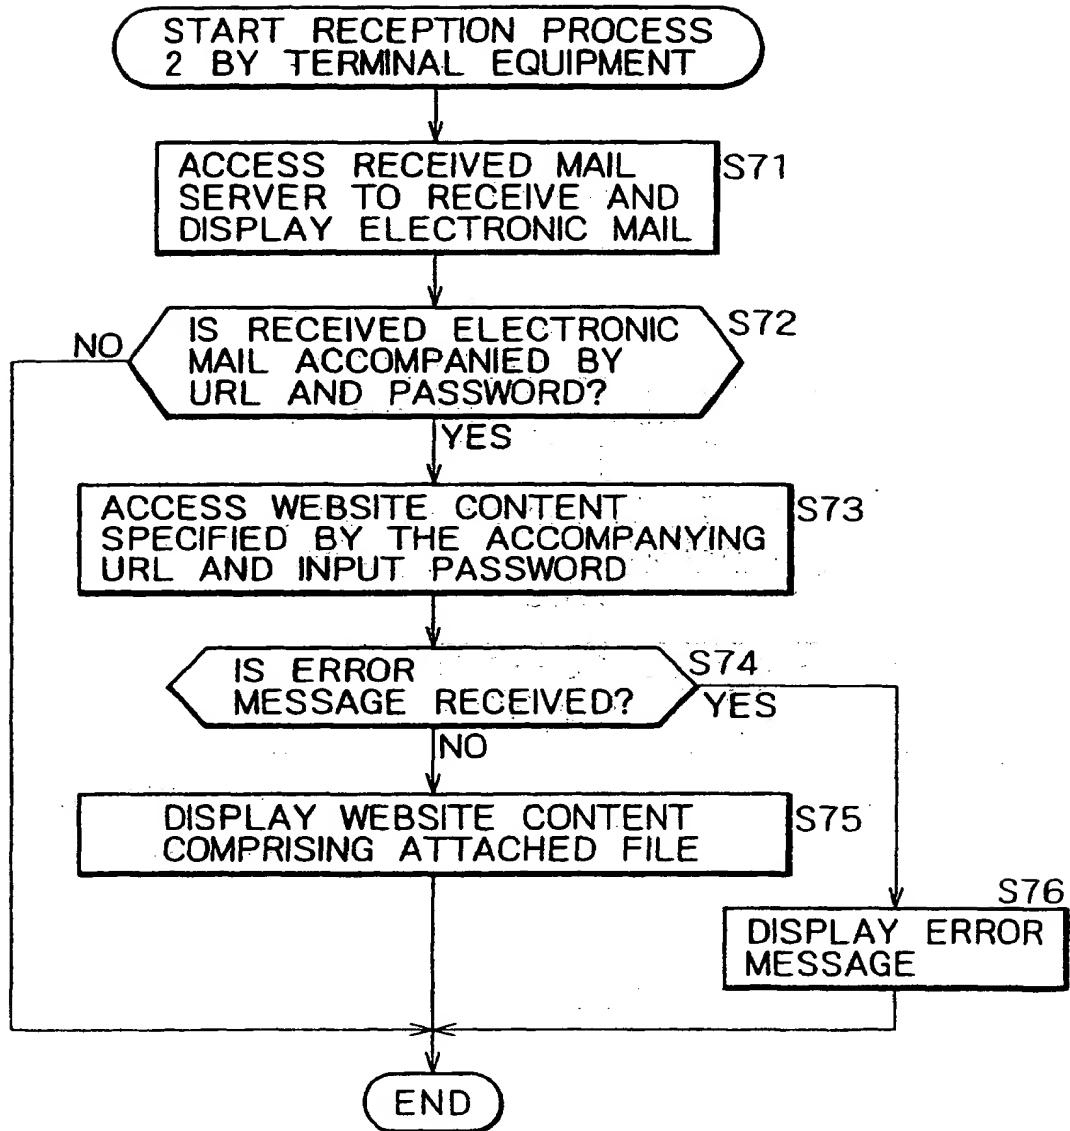 START RECEPTION PROCESS
2 BY TERMINAL EQUIPMENT
ACCESS RECEIVED MAIL
SERVER TO RECEIVE AND
DISPLAY ELECTRONIC MAIL
S71
IS RECEIVED ELECTRONIC
MAIL ACCOMPANIED BY
URL AND PASSWORD?
S72
NO
YES
ACCESS WEBSITE CONTENT
SPECIFIED BY THE ACCOMPANYING
URL AND INPUT PASSWORD
S73
IS ERROR
MESSAGE RECEIVED?
S74
YES
NO
DISPLAY WEBSITE CONTENT
COMPRISING ATTACHED FILE
S75
S76
DISPLAY ERROR
MESSAGE
END